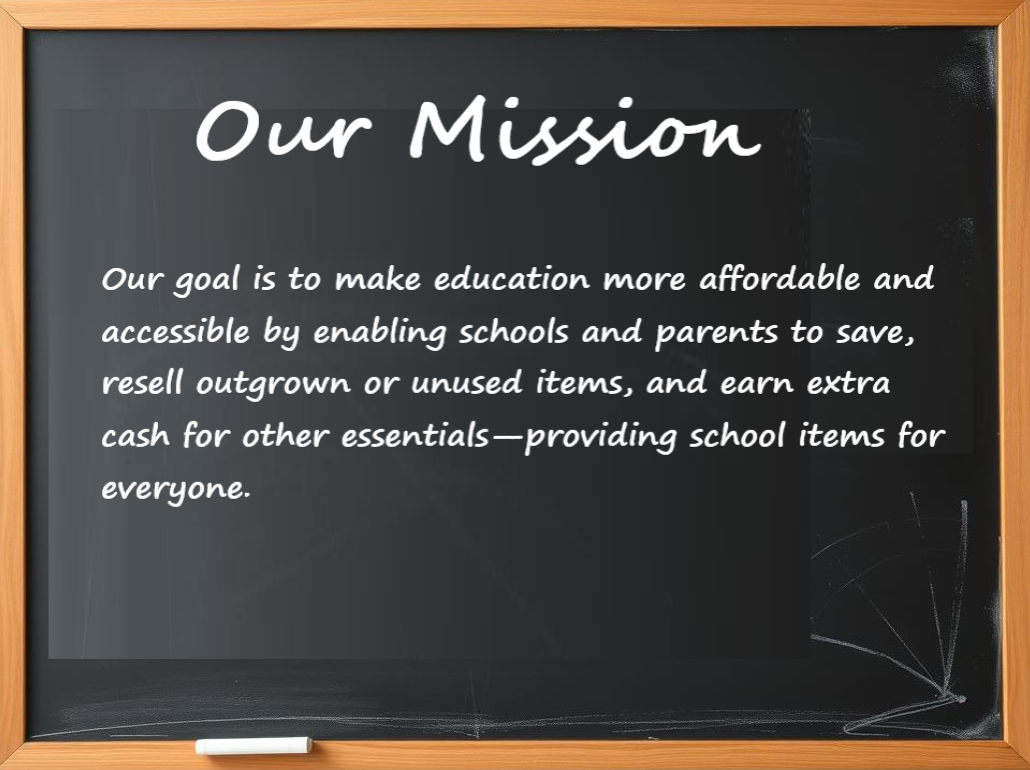 Our Mission
Our goal is to make education more affordable and
accessible by enabling schools and parents to save,
resell outgrown or unused items, and earn extra
cash for other essentials—providing school items for
everyone.